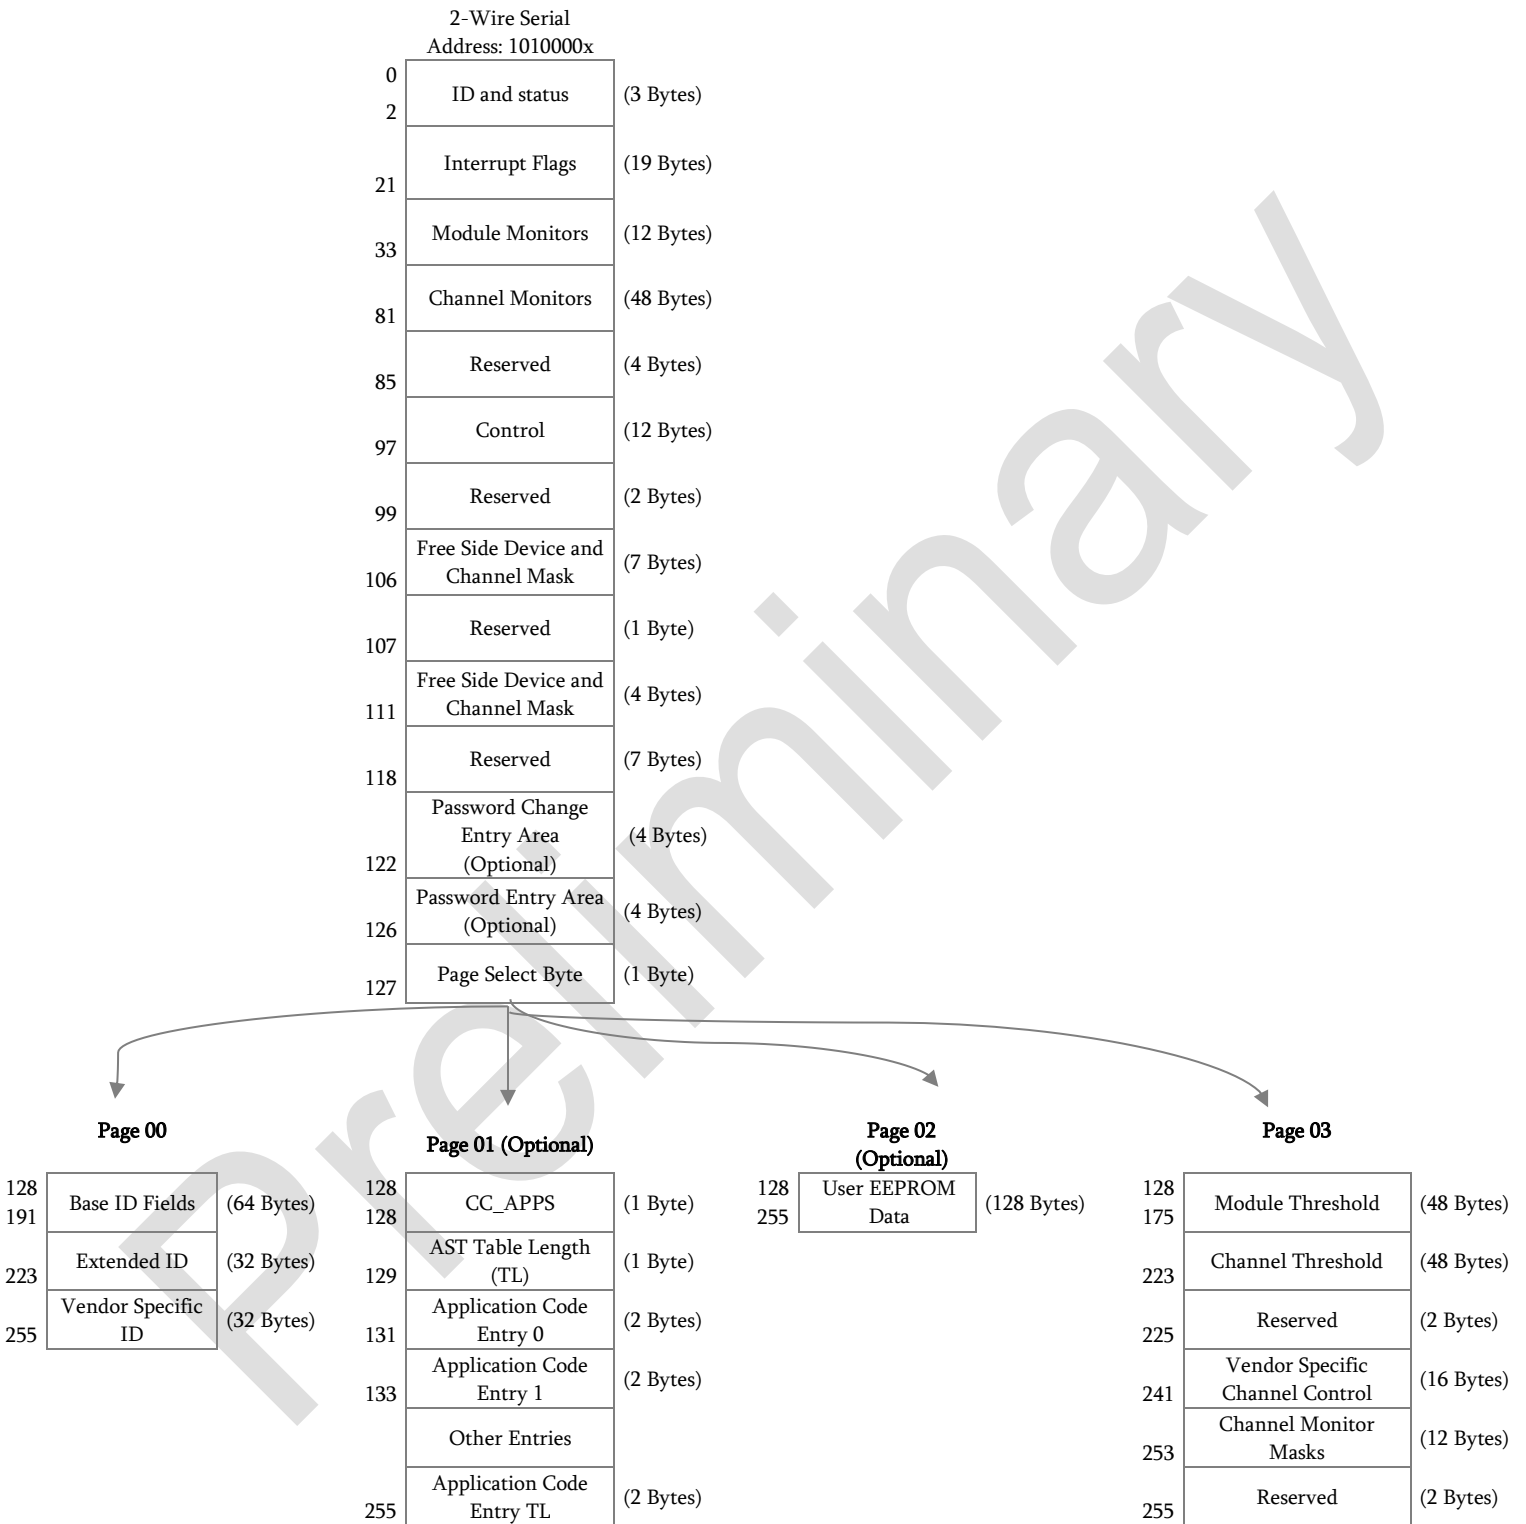 2-Wire Serial
Address: 1010000x
0
2
ID and status
(3 Bytes)
Interrupt Flags
(19 Bytes)
21
Module Monitors
(12 Bytes)
33
Channel Monitors
(48 Bytes)
81
Reserved
(4 Bytes)
85
Control
(12 Bytes)
97
Reserved
(2 Bytes)
99
Free Side Device and
Channel Mask
(7 Bytes)
106
Reserved
(1 Byte)
107
Free Side Device and
Channel Mask
(4 Bytes)
111
Reserved
(7 Bytes)
118
Password Change
Entry Area
(Optional)
(4 Bytes)
122
Password Entry Area
(Optional)
(4 Bytes)
126
Page Select Byte
(1 Byte)
127
Page 00
128
191
Base ID Fields
(64 Bytes)
Extended ID
(32 Bytes)
223
Vendor Specific
ID
(32 Bytes)
255
Page 01 (Optional)
128
128
CC_APPS
(1 Byte)
AST Table Length
(TL)
(1 Byte)
129
Application Code
Entry 0
(2 Bytes)
131
Application Code
Entry 1
(2 Bytes)
133
Other Entries
Application Code
Entry TL
(2 Bytes)
255
Page 02
(Optional)
128
255
User EEPROM
Data
(128 Bytes)
Page 03
128
175
Module Threshold
(48 Bytes)
Channel Threshold
(48 Bytes)
223
Reserved
(2 Bytes)
225
Vendor Specific
Channel Control
(16 Bytes)
241
Channel Monitor
Masks
(12 Bytes)
253
Reserved
(2 Bytes)
255
Preliminary